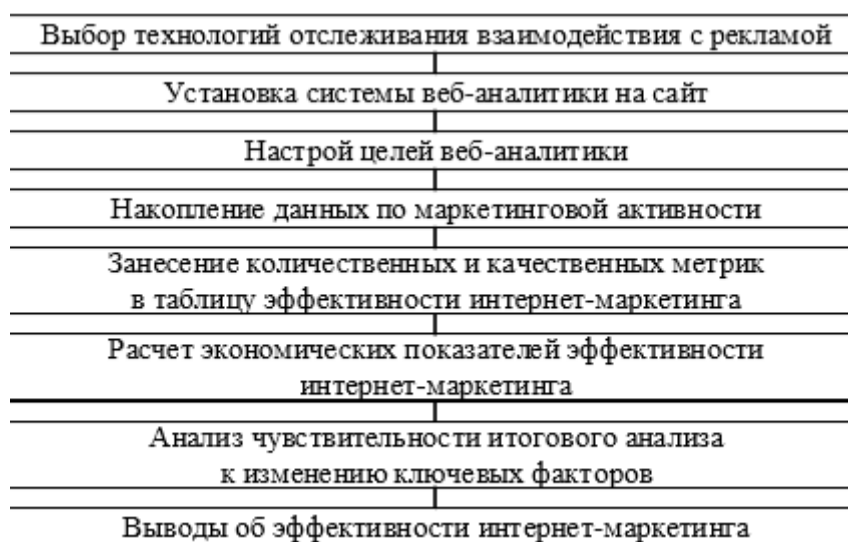 Выбор технологий отслеживания взаимодействия с рекламой
Установка системы веб-аналитики на сайт
Настрой целей веб-аналитики
Накопление данных по маркетинговой активности
Занесение количественных и качественных метрик
в таблицу эффективности интернет-маркетинга
Расчет экономических показателей эффективности
интернет-маркетинга
Анализ чувствительности итогового анализа
к изменению ключевых факторов
Выводы об эффективности интернет-маркетинга